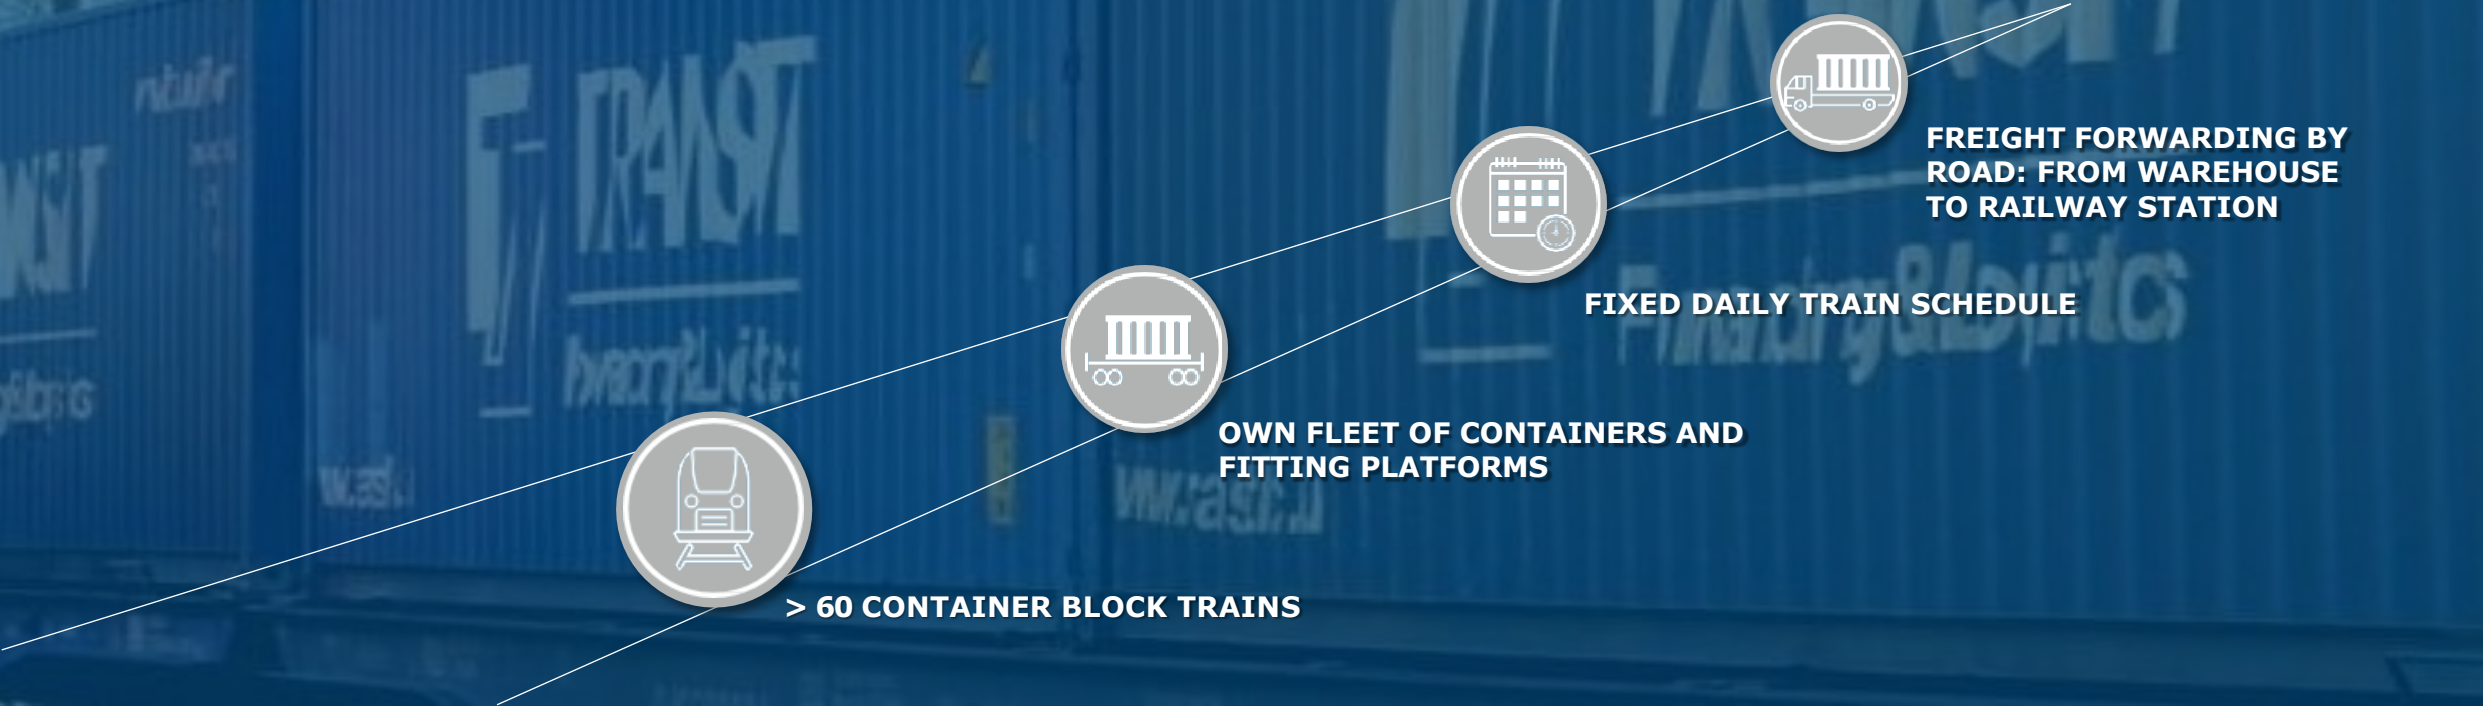 TRANSIT
FREIGHT FORWARDING BY
ROAD: FROM WAREHOUSE
TO RAILWAY STATION
FIXED DAILY TRAIN SCHEDULE
OWN FLEET OF CONTAINERS AND
FITTING PLATFORMS
> 60 CONTAINER BLOCK TRAINS